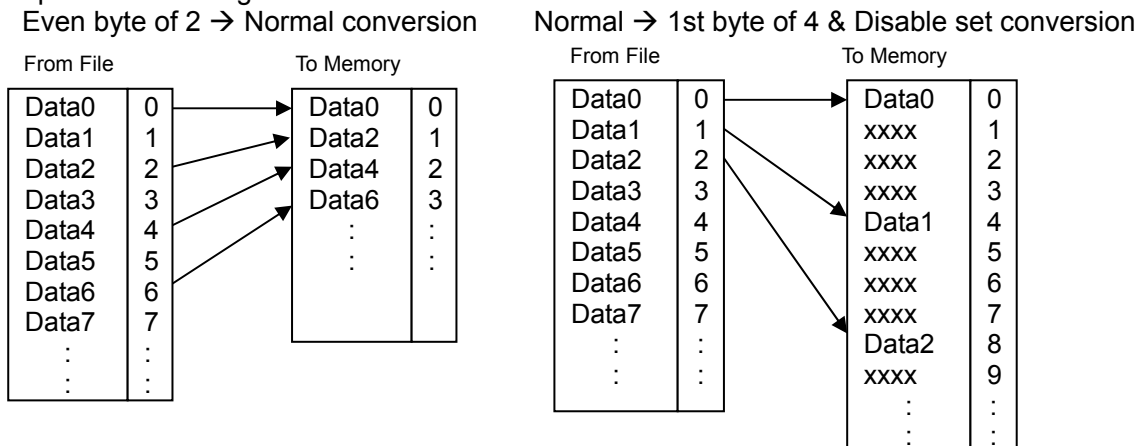 Even byte of 2 → Normal conversion
From File
To Memory
Data0 0
Data1 1
Data2 2
Data3 3
Data4 4
Data5 5
Data6 6
Data7 7
: :
: :
Data0 0
Data2 1
Data4 2
Data6 3
: :
: :
Normal → 1st byte of 4 & Disable set conversion
From File
To Memory
Data0 0
Data1 1
Data2 2
Data3 3
Data4 4
Data5 5
Data6 6
Data7 7
: :
: :
Data0 0
xxxx 1
xxxx 2
xxxx 3
Data1 4
xxxx 5
xxxx 6
xxxx 7
Data2 8
xxxx 9
: :
: :